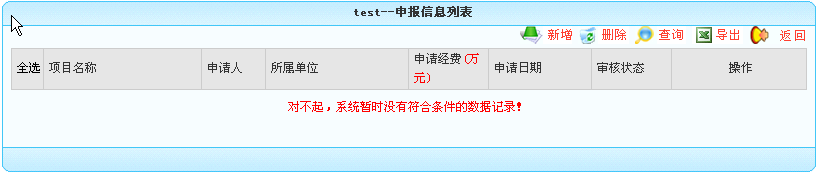 test--申报信息列表
新增 删除 查询 导出 返回
全选 项目名称 申请人 所属单位 申请经费(万元) 申请日期 审核状态 操作
对不起，系统暂时没有符合条件的数据记录！